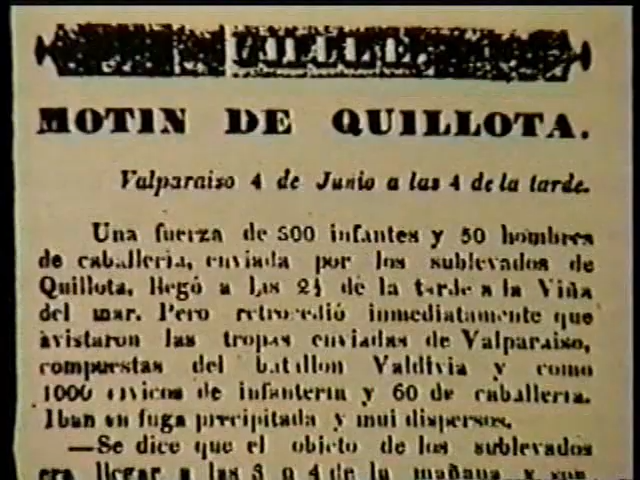 CHILE.
MOTIN DE QUILLOTA.
Valparaiso 4 de Junio a las 4 de la tarde.
Una fuerza de 300 infantes y 50 hombres
de caballeria, enviada por los sublevados de
Quillota, llegó a las 2½ de la tarde a la Viña
del mar. Pero retrocedió inmediatamente que
avistaron las tropas enviadas de Valparaiso,
compuestas del batallon Valdivia y como
1000 civicos de infanteria y 60 de caballeria.
Iban en fuga precipitada y mui dispersos.
—Se dice que el objeto de los sublevados
era llegar a las 3 o 4 de la mañana y